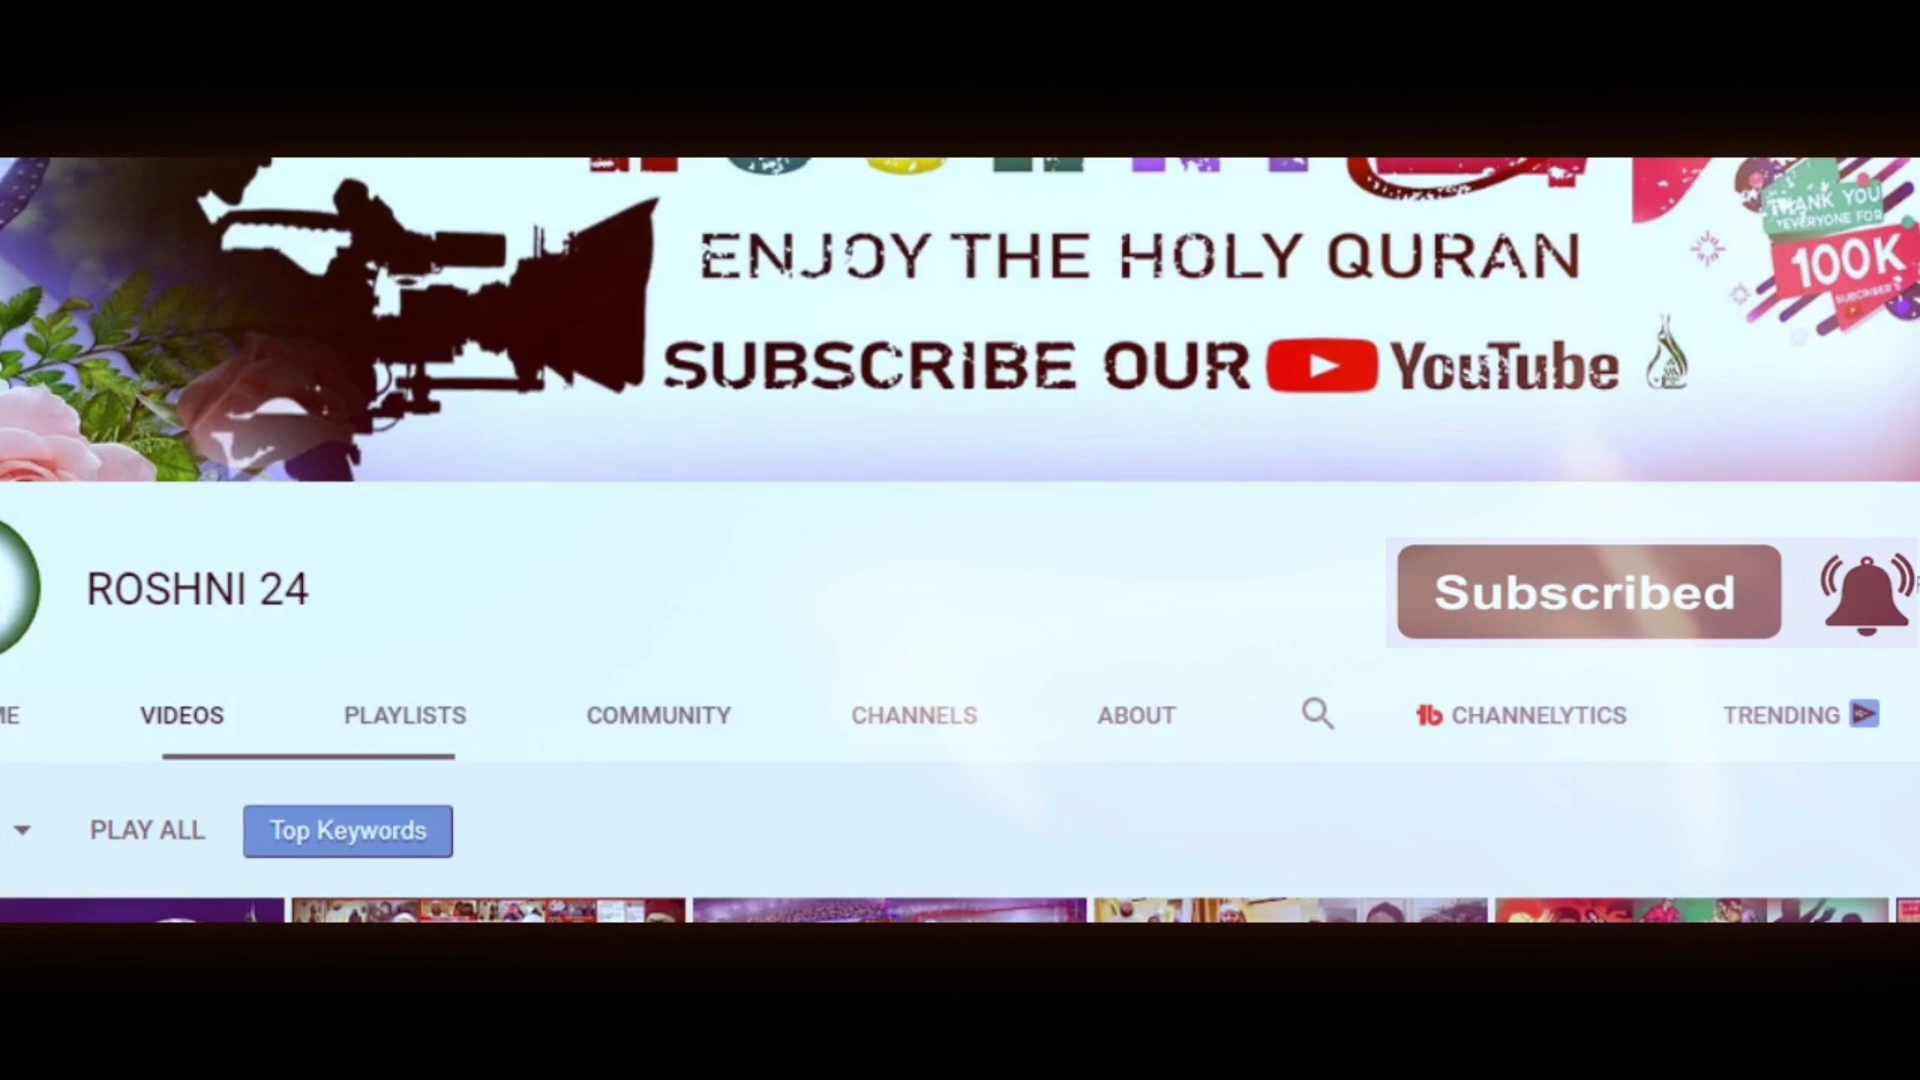 ENJOY THE HOLY QURAN
SUBSCRIBE OUR YouTube
THANK YOU
EVERYONE FOR
100K
SUBCRIBER'S
ROSHNI 24
Subscribed
VIDEOS PLAYLISTS COMMUNITY CHANNELS ABOUT CHANNELYTICS TRENDING
PLAY ALL Top Keywords